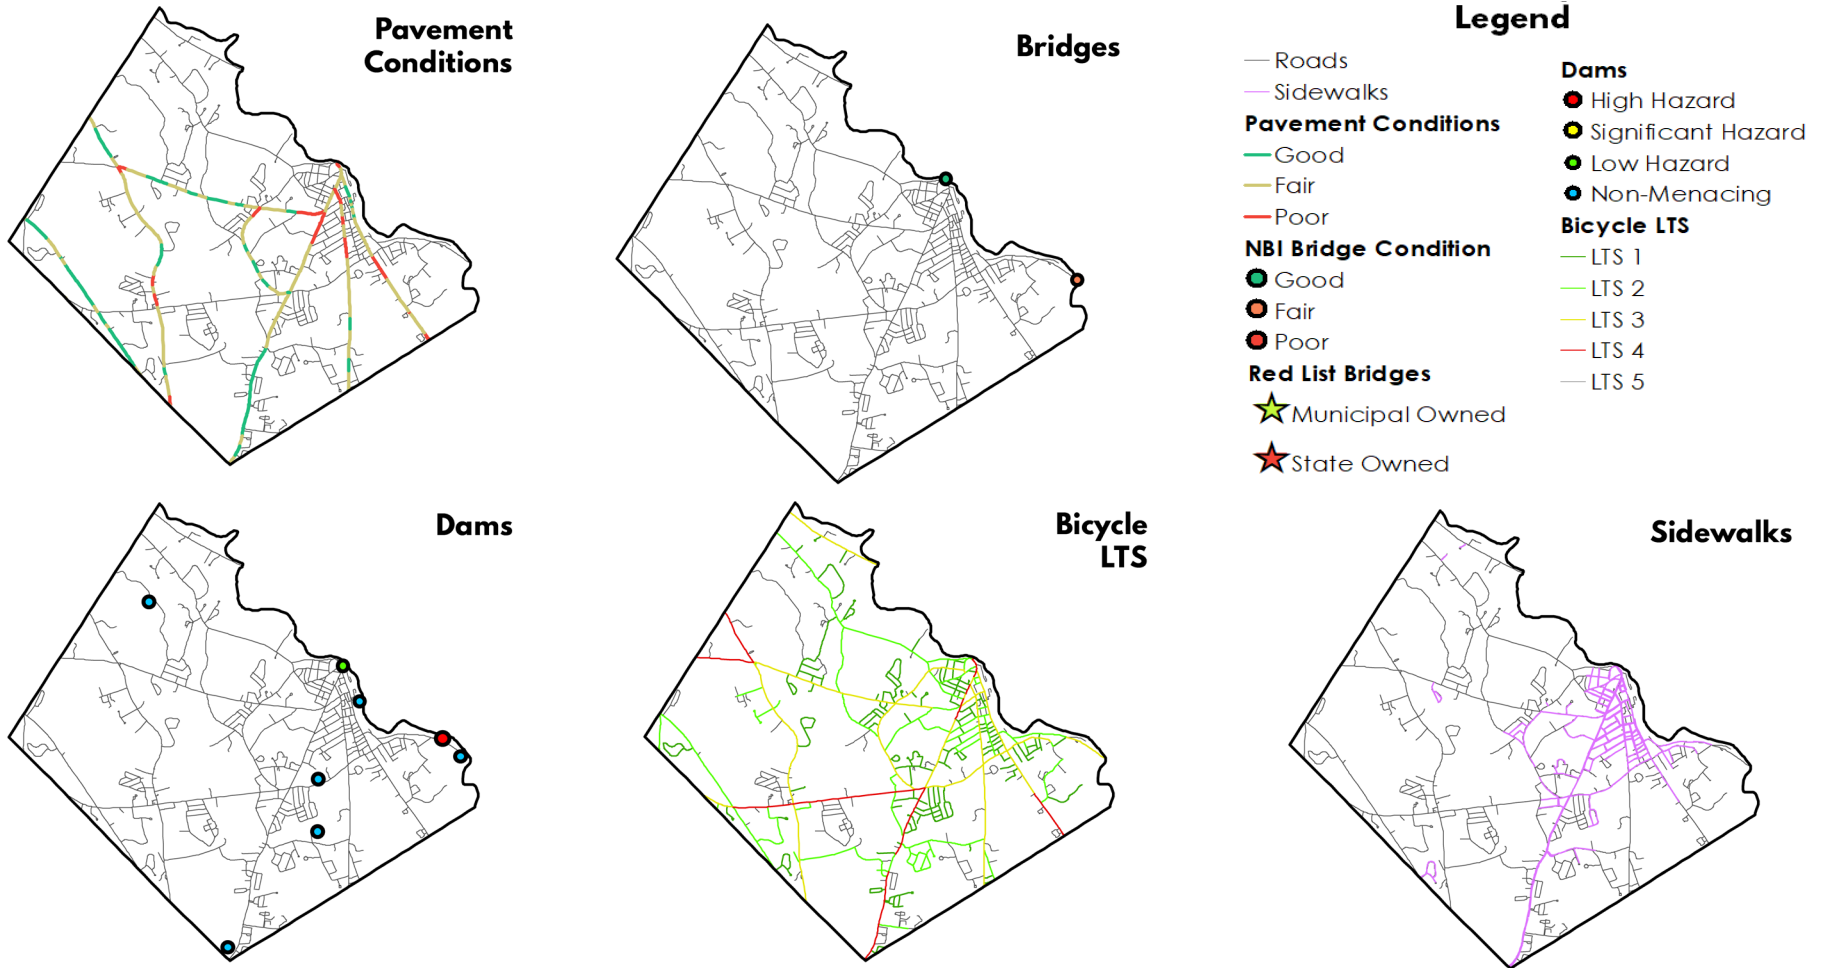 Pavement
Conditions
Bridges
Legend
Roads
Sidewalks
Pavement Conditions
Good
Fair
Poor
NBI Bridge Condition
Good
Fair
Poor
Red List Bridges
Municipal Owned
State Owned
Dams
High Hazard
Significant Hazard
Low Hazard
Non-Menacing
Bicycle LTS
LTS 1
LTS 2
LTS 3
LTS 4
LTS 5
Dams
Bicycle
LTS
Sidewalks